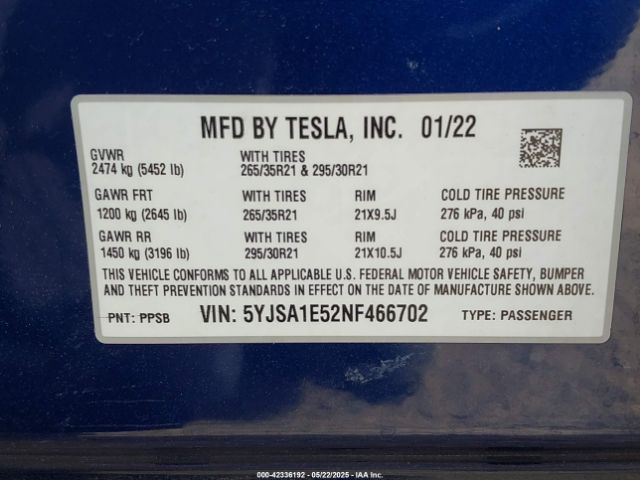 MFD BY TESLA, INC. 01/22
GVWR WITH TIRES
2474 kg (5452 lb) 265/35R21 & 295/30R21
GAWR FRT WITH TIRES RIM COLD TIRE PRESSURE
1200 kg (2645 lb) 265/35R21 21X9.5J 276 kPa, 40 psi
GAWR RR WITH TIRES RIM COLD TIRE PRESSURE
1450 kg (3196 lb) 295/30R21 21X10.5J 276 kPa, 40 psi
THIS VEHICLE CONFORMS TO ALL APPLICABLE U.S. FEDERAL MOTOR VEHICLE SAFETY, BUMPER
AND THEFT PREVENTION STANDARDS IN EFFECT ON THE DATE OF MANUFACTURE SHOWN ABOVE.
PNT: PPSB VIN: 5YJSA1E52NF466702 TYPE: PASSENGER
000-42336192 - 05/22/2025 - IAA Inc.